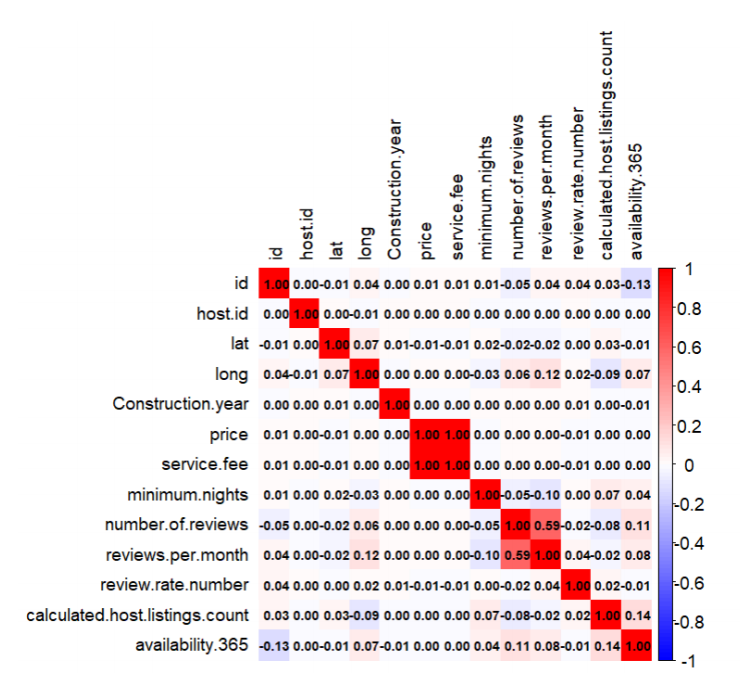 id
host.id
lat
long
Construction.year
price
service.fee
minimum.nights
number.of.reviews
reviews.per.month
review.rate.number
calculated.host.listings.count
availability.365
id 1.00 0.00 -0.01 0.04 0.00 0.01 0.01 0.01 -0.05 0.04 0.04 0.03 -0.13
host.id 0.00 1.00 0.00 -0.01 0.00 0.00 0.00 0.00 0.00 0.00 0.00 0.00 0.00
lat -0.01 0.00 1.00 0.07 0.01 -0.01 -0.01 0.02 -0.02 -0.02 0.00 0.03 -0.01
long 0.04 -0.01 0.07 1.00 0.00 0.00 0.00 -0.03 0.06 0.12 0.02 -0.09 0.07
Construction.year 0.00 0.00 0.01 0.00 1.00 0.00 0.00 0.00 0.00 0.00 0.01 0.00 -0.01
price 0.01 0.00 -0.01 0.00 0.00 1.00 1.00 0.00 0.00 0.00 -0.01 0.00 0.00
service.fee 0.01 0.00 -0.01 0.00 0.00 1.00 1.00 0.00 0.00 0.00 -0.01 0.00 0.00
minimum.nights 0.01 0.00 0.02 -0.03 0.00 0.00 0.00 1.00 -0.05 -0.10 0.00 0.07 0.04
number.of.reviews -0.05 0.00 -0.02 0.06 0.00 0.00 0.00 -0.05 1.00 0.59 -0.02 -0.08 0.11
reviews.per.month 0.04 0.00 -0.02 0.12 0.00 0.00 0.00 -0.10 0.59 1.00 0.04 -0.02 0.08
review.rate.number 0.04 0.00 0.00 0.02 0.01 -0.01 -0.01 0.00 -0.02 0.04 1.00 0.02 -0.01
calculated.host.listings.count 0.03 0.00 0.03 -0.09 0.00 0.00 0.00 0.07 -0.08 -0.02 0.02 1.00 0.14
availability.365 -0.13 0.00 -0.01 0.07 -0.01 0.00 0.00 0.04 0.11 0.08 -0.01 0.14 1.00
1
0.8
0.6
0.4
0.2
0
-0.2
-0.4
-0.6
-0.8
-1